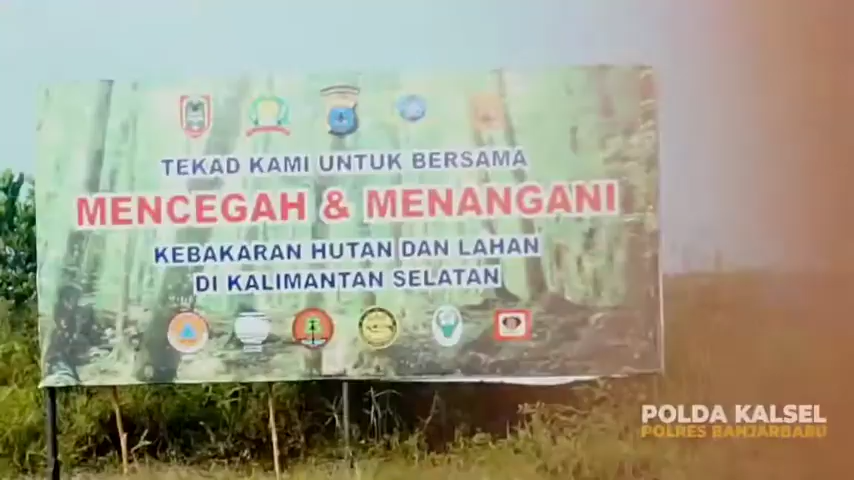 TEKAD KAMI UNTUK BERSAMA
MENCEGAH & MENANGANI
KEBAKARAN HUTAN DAN LAHAN
DI KALIMANTAN SELATAN
POLDA KALSEL
POLRES BANJARBARU